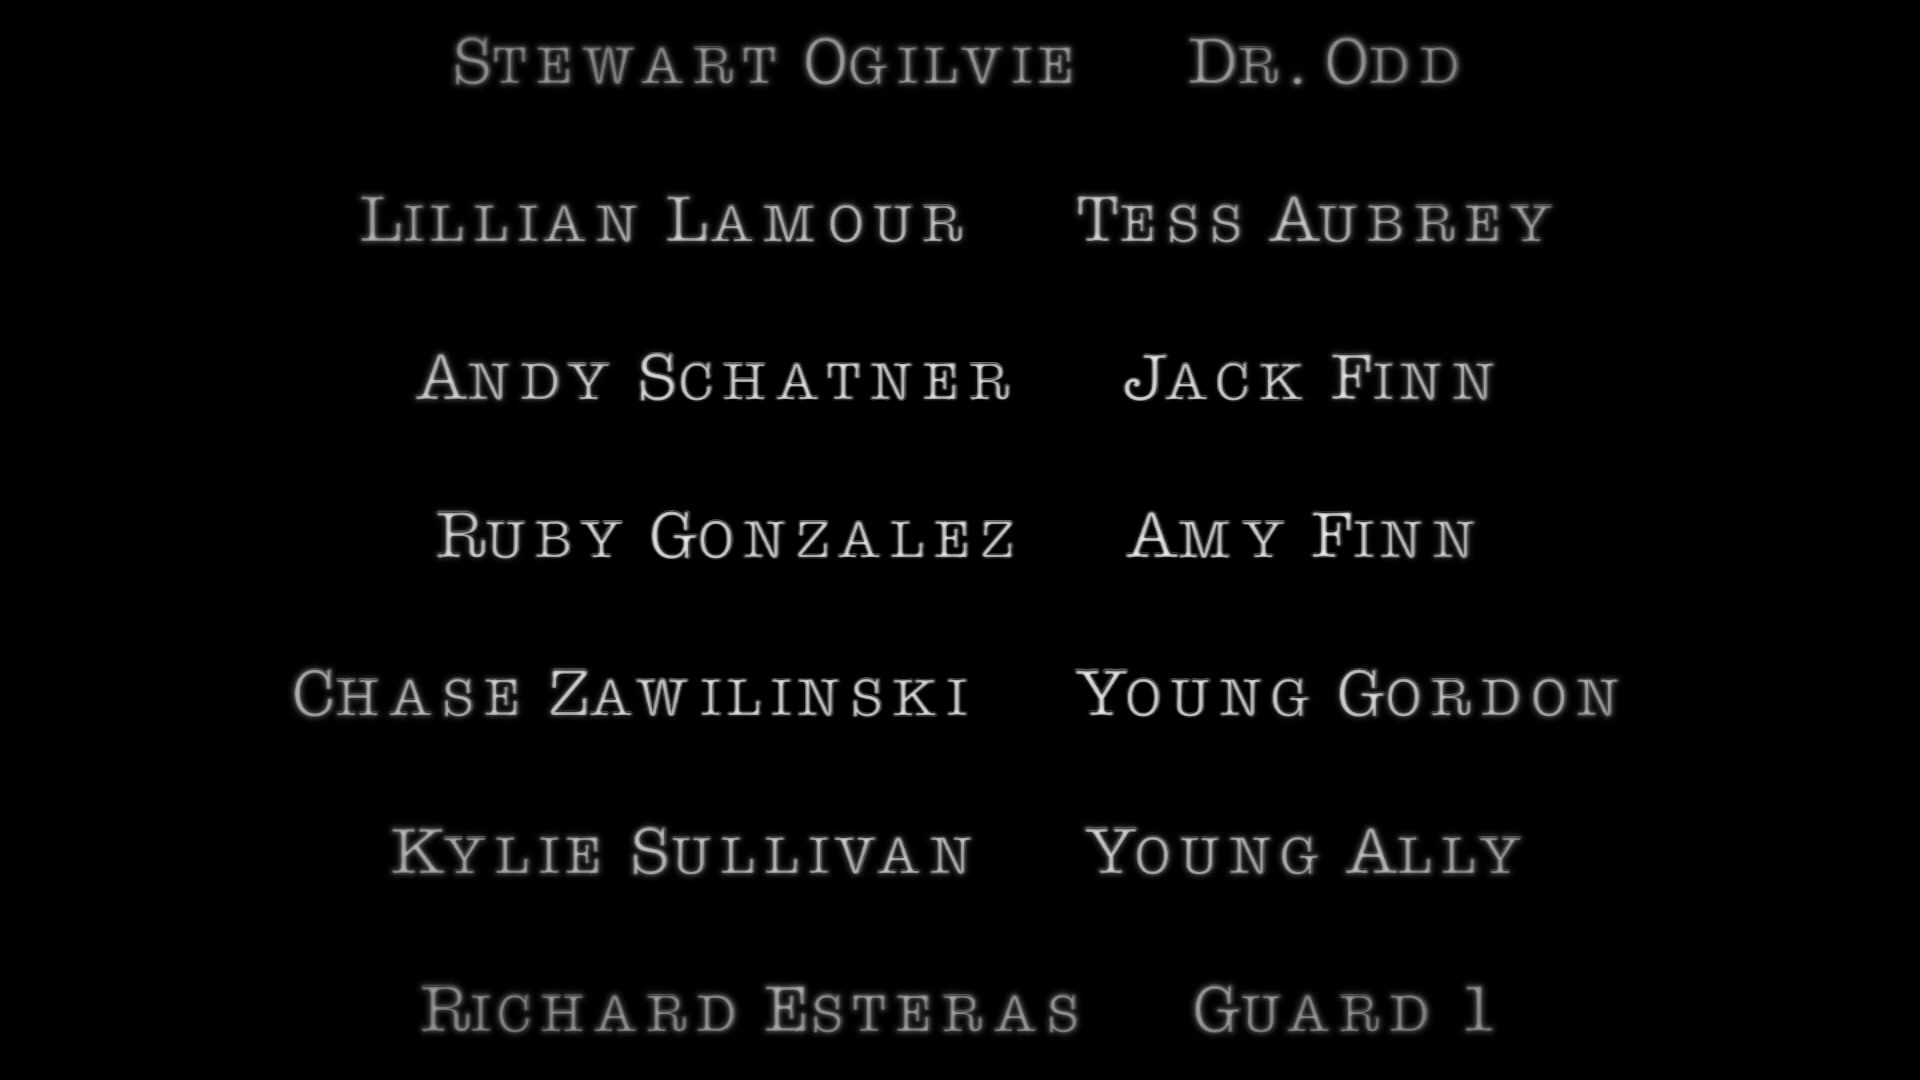 Stewart Ogilvie Dr. Odd
Lillian Lamour Tess Aubrey
Andy Schatner Jack Finn
Ruby Gonzalez Amy Finn
Chase Zawilinski Young Gordon
Kylie Sullivan Young Ally
Richard Esteras Guard 1